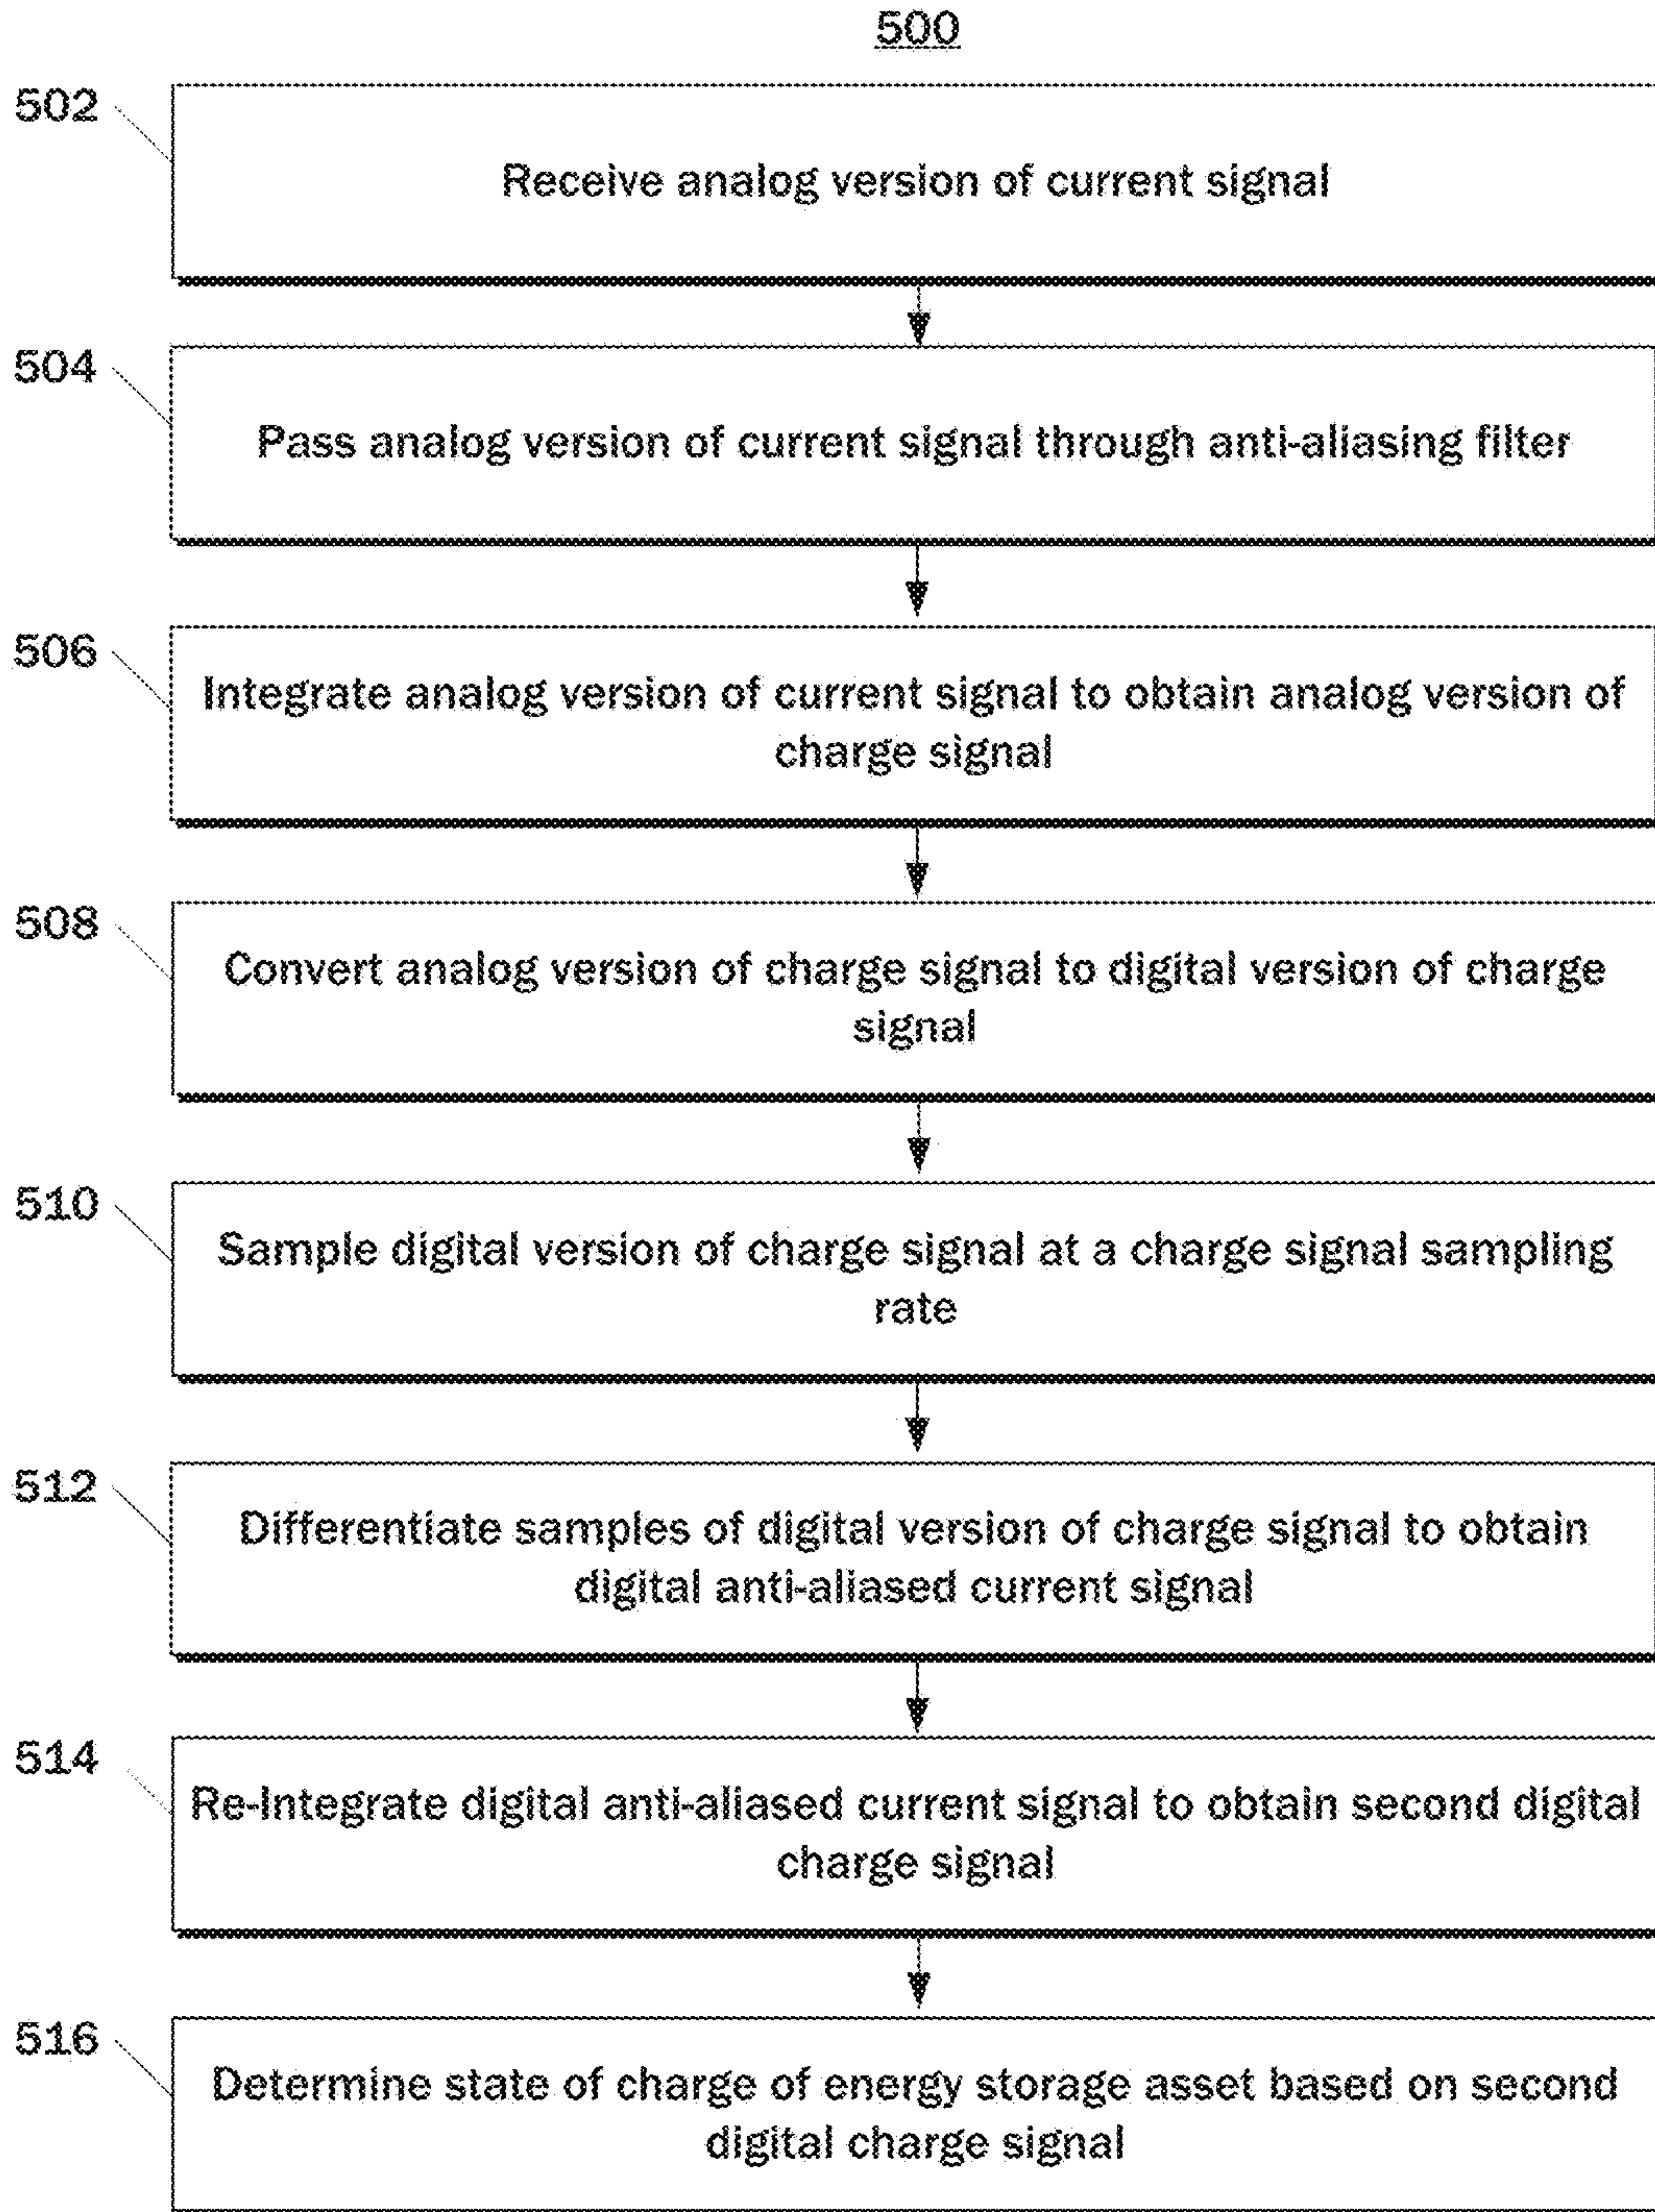 500
502
Receive analog version of current signal
504
Pass analog version of current signal through anti-aliasing filter
506
Integrate analog version of current signal to obtain analog version of
charge signal
508
Convert analog version of charge signal to digital version of charge
signal
510
Sample digital version of charge signal at a charge signal sampling
rate
512
Differentiate samples of digital version of charge signal to obtain
digital anti-aliased current signal
514
Re-Integrate digital anti-aliased current signal to obtain second digital
charge signal
516
Determine state of charge of energy storage asset based on second
digital charge signal